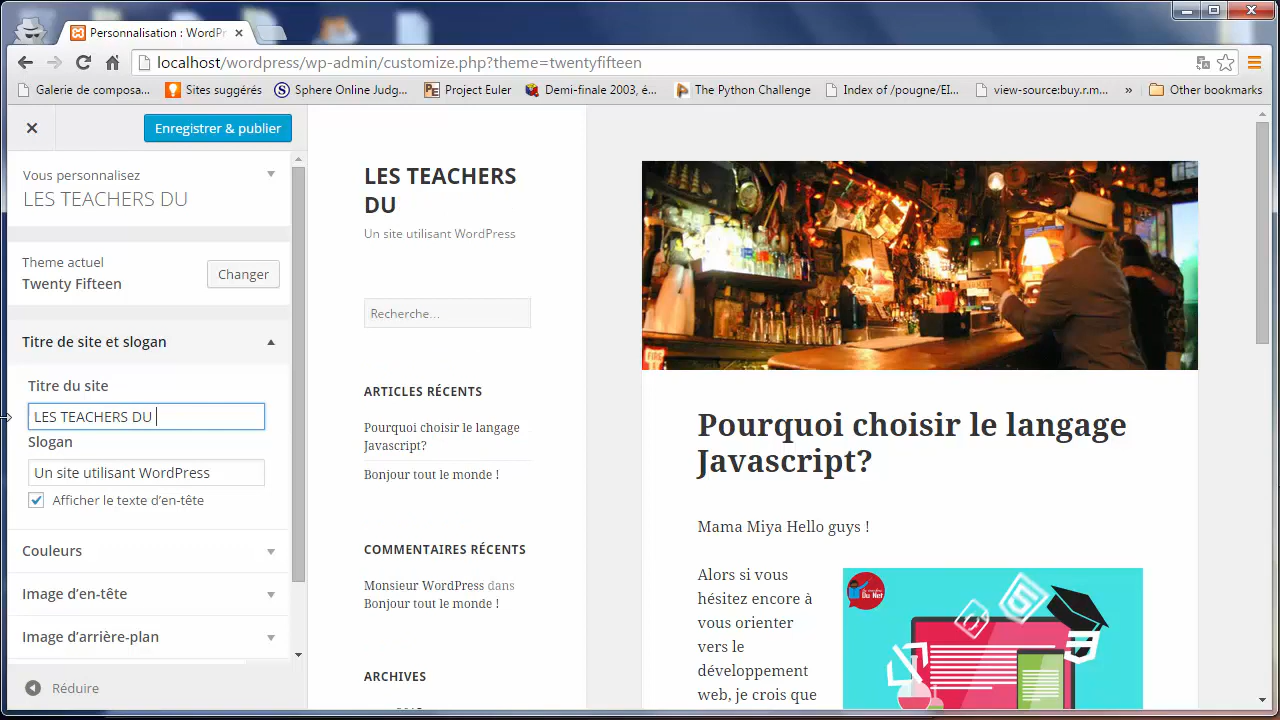 Personnalisation : WordPr
localhost/wordpress/wp-admin/customize.php?theme=twentyfifteen
Galerie de composa...
Sites suggérés
Sphere Online Judg...
Project Euler
Demi-finale 2003, é...
The Python Challenge
Index of /pougne/EI...
view-source:buy.r.m...
»
Other bookmarks
Enregistrer & publier
Vous personnalisez
LES TEACHERS DU
Theme actuel
Twenty Fifteen
Changer
Titre de site et slogan
Titre du site
LES TEACHERS DU
Slogan
Un site utilisant WordPress
Afficher le texte d'en-tête
Couleurs
Image d'en-tête
Image d'arrière-plan
Réduire
LES TEACHERS
DU
Un site utilisant WordPress
Recherche...
ARTICLES RÉCENTS
Pourquoi choisir le langage
Javascript?
Bonjour tout le monde !
COMMENTAIRES RÉCENTS
Monsieur WordPress dans
Bonjour tout le monde !
ARCHIVES
Pourquoi choisir le langage
Javascript?
Mama Miya Hello guys !
Alors si vous
hésitez encore à
vous orienter
vers le
développement
web, je crois que